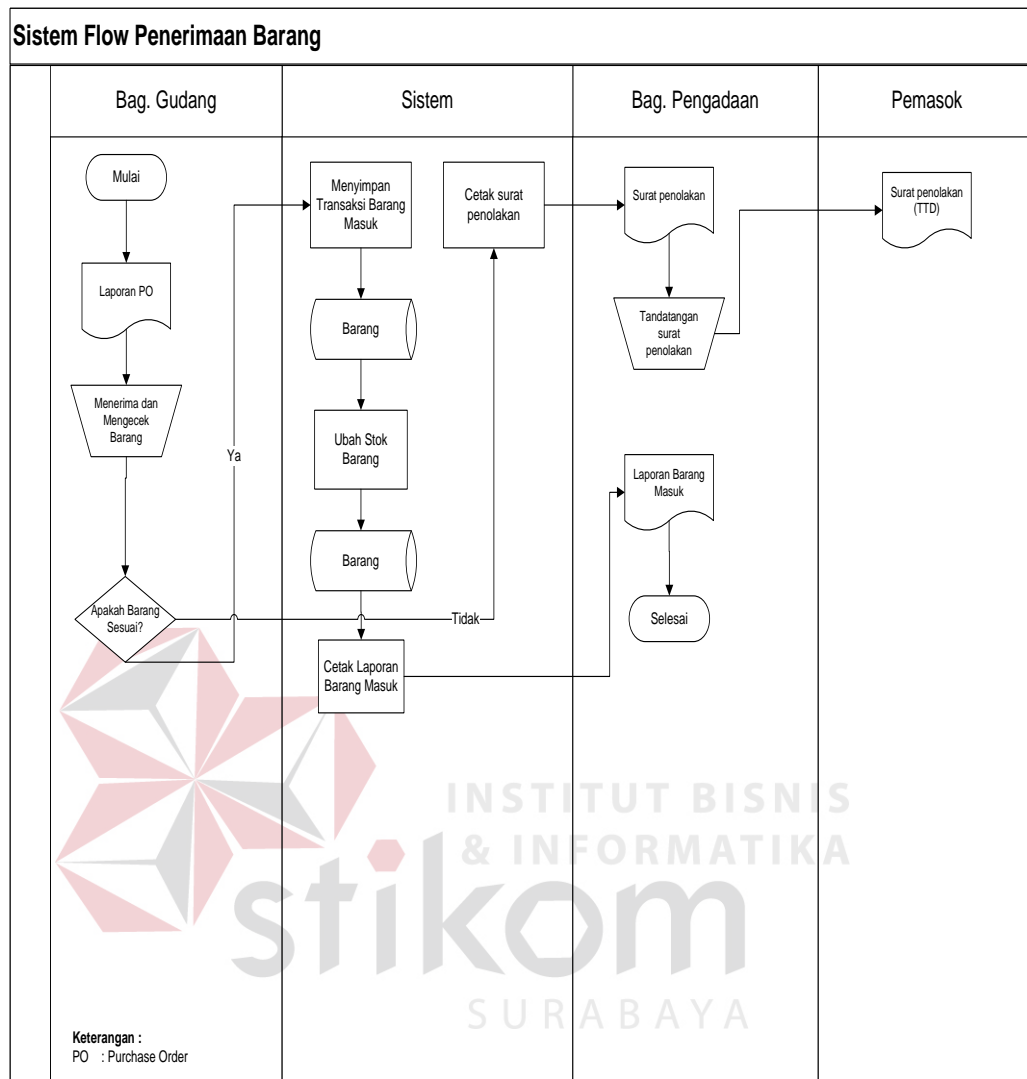 Sistem Flow Penerimaan Barang
Bag. Gudang
Sistem
Bag. Pengadaan
Pemasok
Mulai
Laporan PO
Menerima dan
Mengecek
Barang
Apakah Barang
Sesuai?
Ya
Tidak
Menyimpan
Transaksi Barang
Masuk
Barang
Ubah Stok
Barang
Barang
Cetak Laporan
Barang Masuk
Cetak surat
penolakan
Surat penolakan
Tandatangan
surat
penolakan
Laporan Barang
Masuk
Selesai
Surat penolakan
(TTD)
INSTITUT BISNIS
& INFORMATIKA
stikom
SURABAYA
Keterangan :
PO : Purchase Order